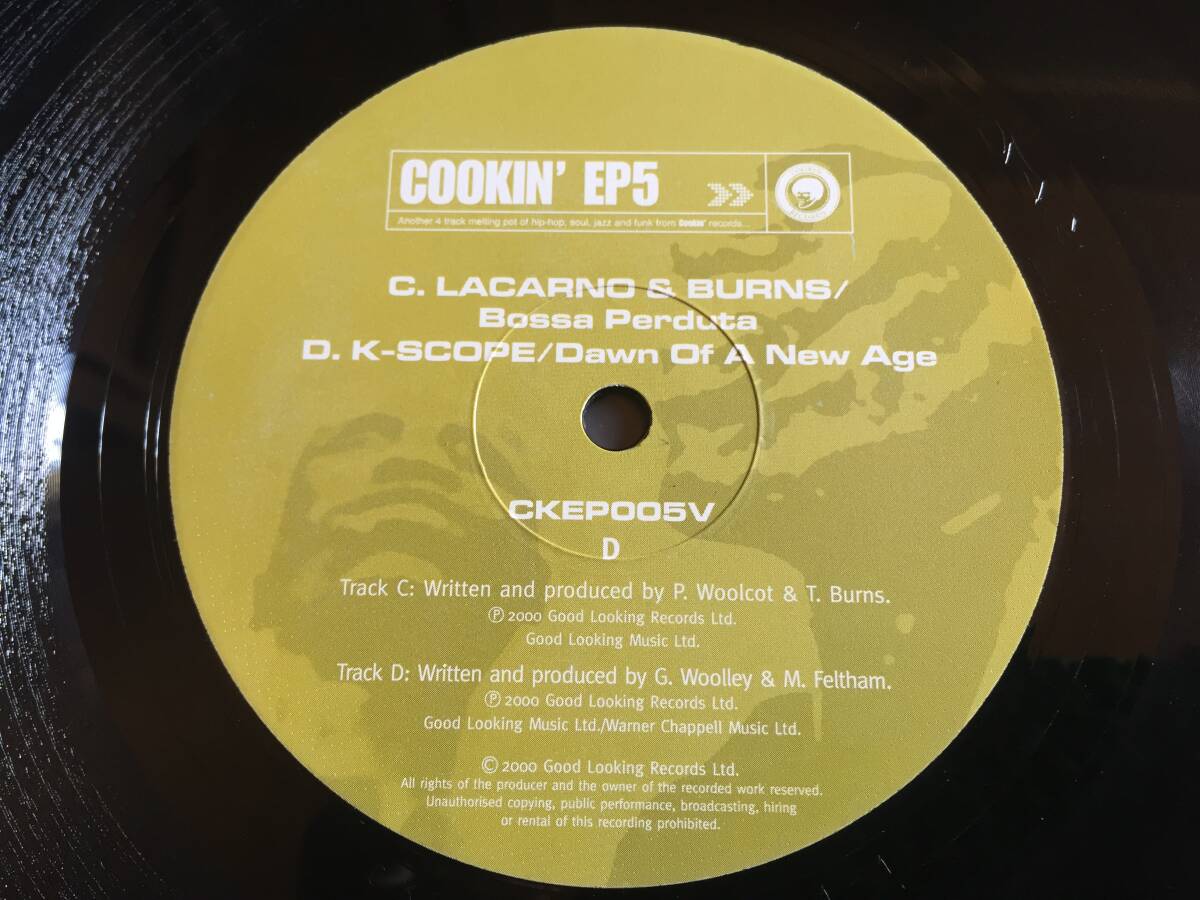 COOKIN' EP5
Another 4 track melting pot of hip-hop, soul, jazz and funk from Cookin' records...
C. LACARNO & BURNS/
Bossa Perduta
D. K-SCOPE/Dawn Of A New Age
CKEP005V
D
Track C: Written and produced by P. Woolcot & T. Burns.
Ⓟ 2000 Good Looking Records Ltd.
Good Looking Music Ltd.
Track D: Written and produced by G. Woolley & M. Feltham.
Ⓟ 2000 Good Looking Records Ltd.
Good Looking Music Ltd./Warner Chappell Music Ltd.
© 2000 Good Looking Records Ltd.
All rights of the producer and the owner of the recorded work reserved.
Unauthorised copying, public performance, broadcasting, hiring
or rental of this recording prohibited.